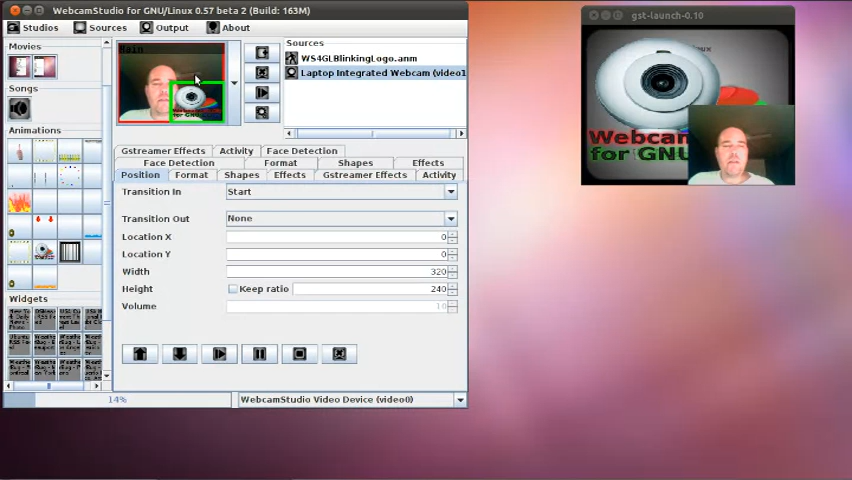 WebcamStudio for GNU/Linux 0.57 beta 2 (Build: 163M)
Studios Sources Output About
Movies
Songs
Animations
Widgets
Main
Sources
WS4GLBlinkingLogo.anm
Laptop Integrated Webcam (video1
Gstreamer Effects Activity Face Detection
Face Detection Format Shapes Effects
Position Format Shapes Effects Gstreamer Effects Activity
Transition In Start
Transition Out None
Location X 0
Location Y 0
Width 320
Height Keep ratio 240
Volume 10
14% WebcamStudio Video Device (video0)
gst-launch-0.10
Webcam
for GNU